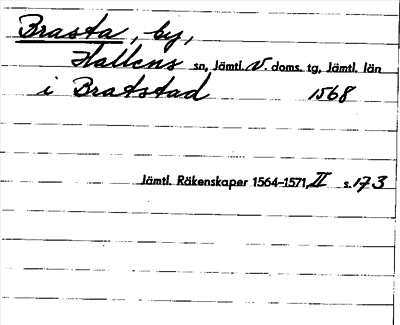 Brasta, by,
Hallens sn, Jämtl. V. doms. tg, Jämtl. län
i Bratstad 1568
Jämtl. Räkenskaper 1564-1571, II s. 173